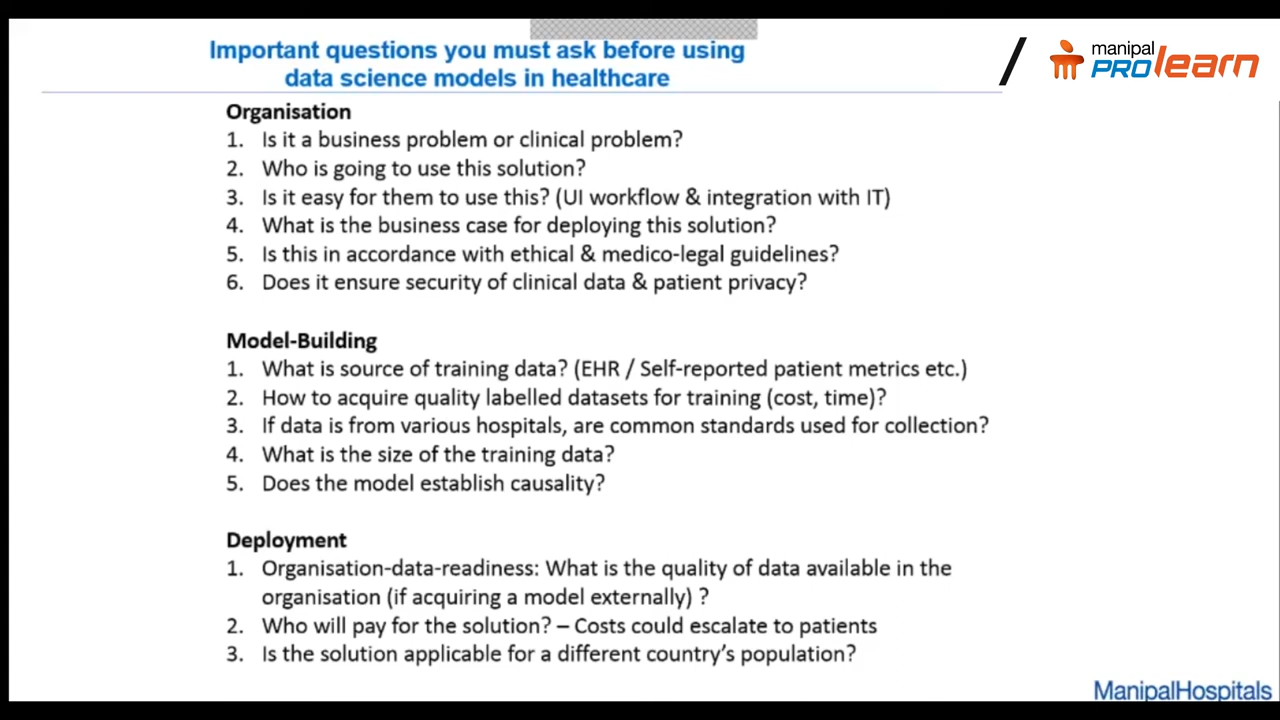 Important questions you must ask before using
data science models in healthcare
manipal
PROlearn
Organisation
1. Is it a business problem or clinical problem?
2. Who is going to use this solution?
3. Is it easy for them to use this? (UI workflow & integration with IT)
4. What is the business case for deploying this solution?
5. Is this in accordance with ethical & medico-legal guidelines?
6. Does it ensure security of clinical data & patient privacy?
Model-Building
1. What is source of training data? (EHR / Self-reported patient metrics etc.)
2. How to acquire quality labelled datasets for training (cost, time)?
3. If data is from various hospitals, are common standards used for collection?
4. What is the size of the training data?
5. Does the model establish causality?
Deployment
1. Organisation-data-readiness: What is the quality of data available in the
organisation (if acquiring a model externally) ?
2. Who will pay for the solution? – Costs could escalate to patients
3. Is the solution applicable for a different country's population?
ManipalHospitals